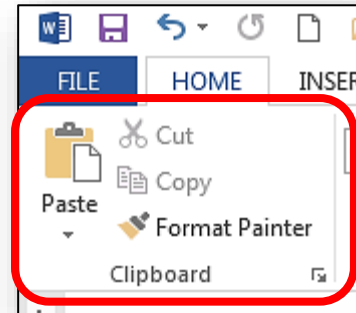 FILE HOME INSER
Cut
Copy
Paste
Format Painter
Clipboard